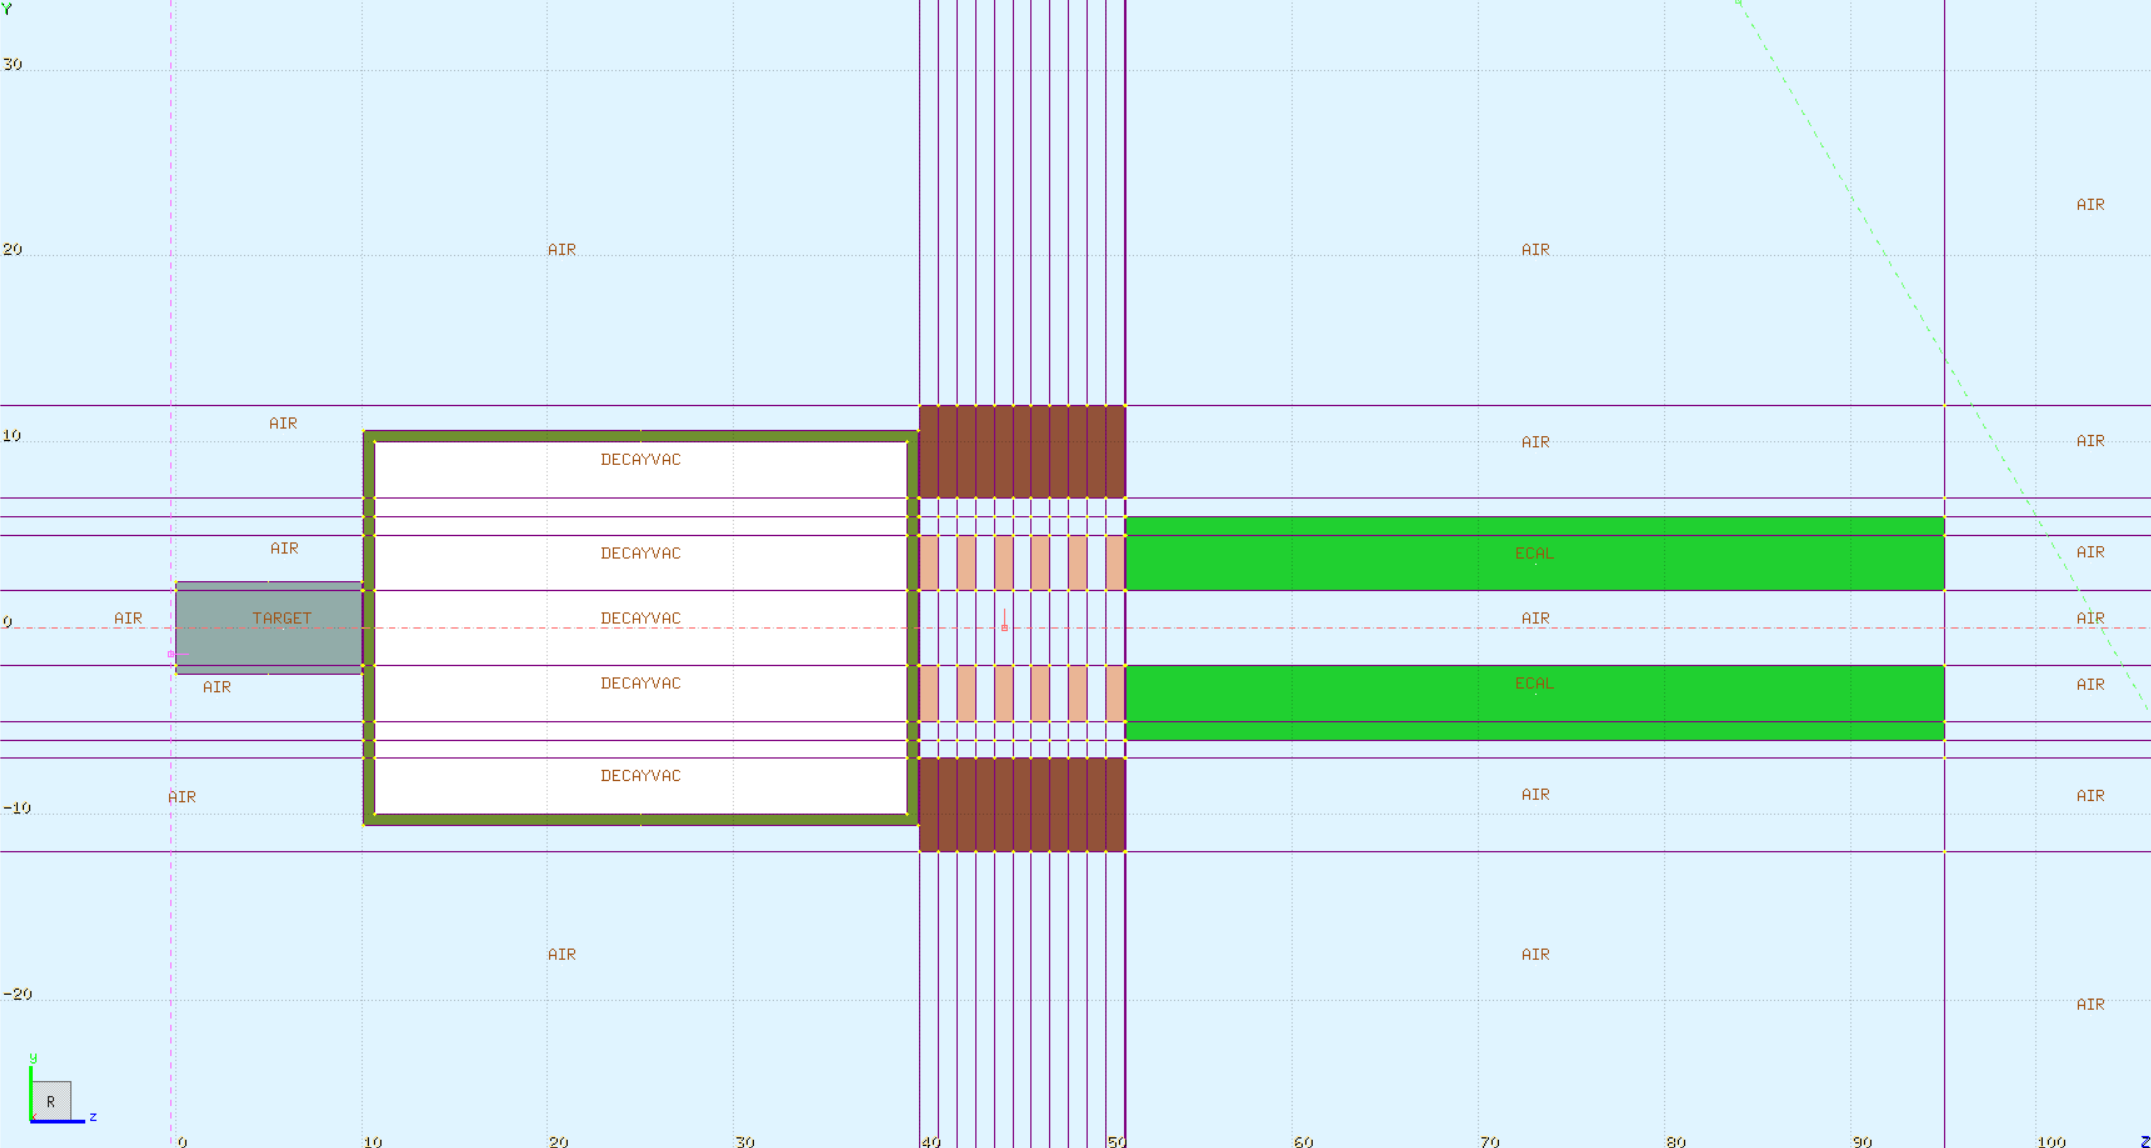 Y
30
AIR
20 AIR AIR AIR
AIR
10 AIR AIR
DECAYVAC
AIR DECAYVAC ECAL AIR
0 AIR TARGET DECAYVAC AIR AIR
AIR DECAYVAC ECAL AIR
DECAYVAC
-10 AIR AIR AIR
AIR AIR
-20 AIR
y
R
z
0 10 20 30 40 50 60 70 80 90 100 Z